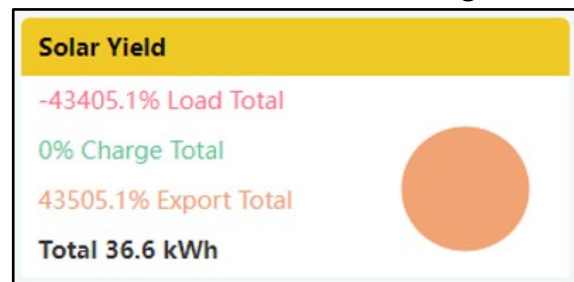 Solar Yield
-43405.1% Load Total
0% Charge Total
43505.1% Export Total
Total 36.6 kWh